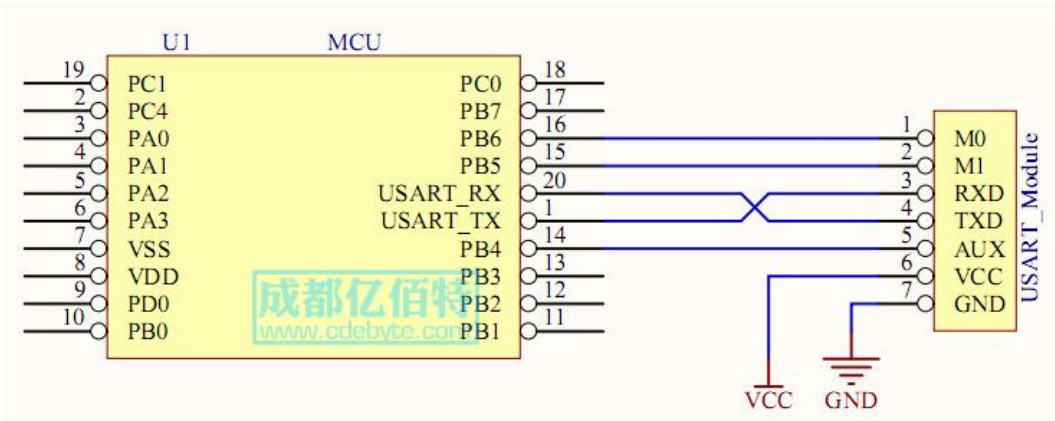 U1 MCU
19 PC1 PC0 18
2 PC4 PB7 17
3 PA0 PB6 16 1 M0
4 PA1 PB5 15 2 M1
5 PA2 USART_RX 20 3 RXD
6 PA3 USART_TX 1 4 TXD
7 VSS PB4 14 5 AUX
8 VDD PB3 13 6 VCC
9 PD0 PB2 12 7 GND
10 PB0 PB1 11
USART_Module
成都亿佰特
www.cdebyte.com
VCC GND